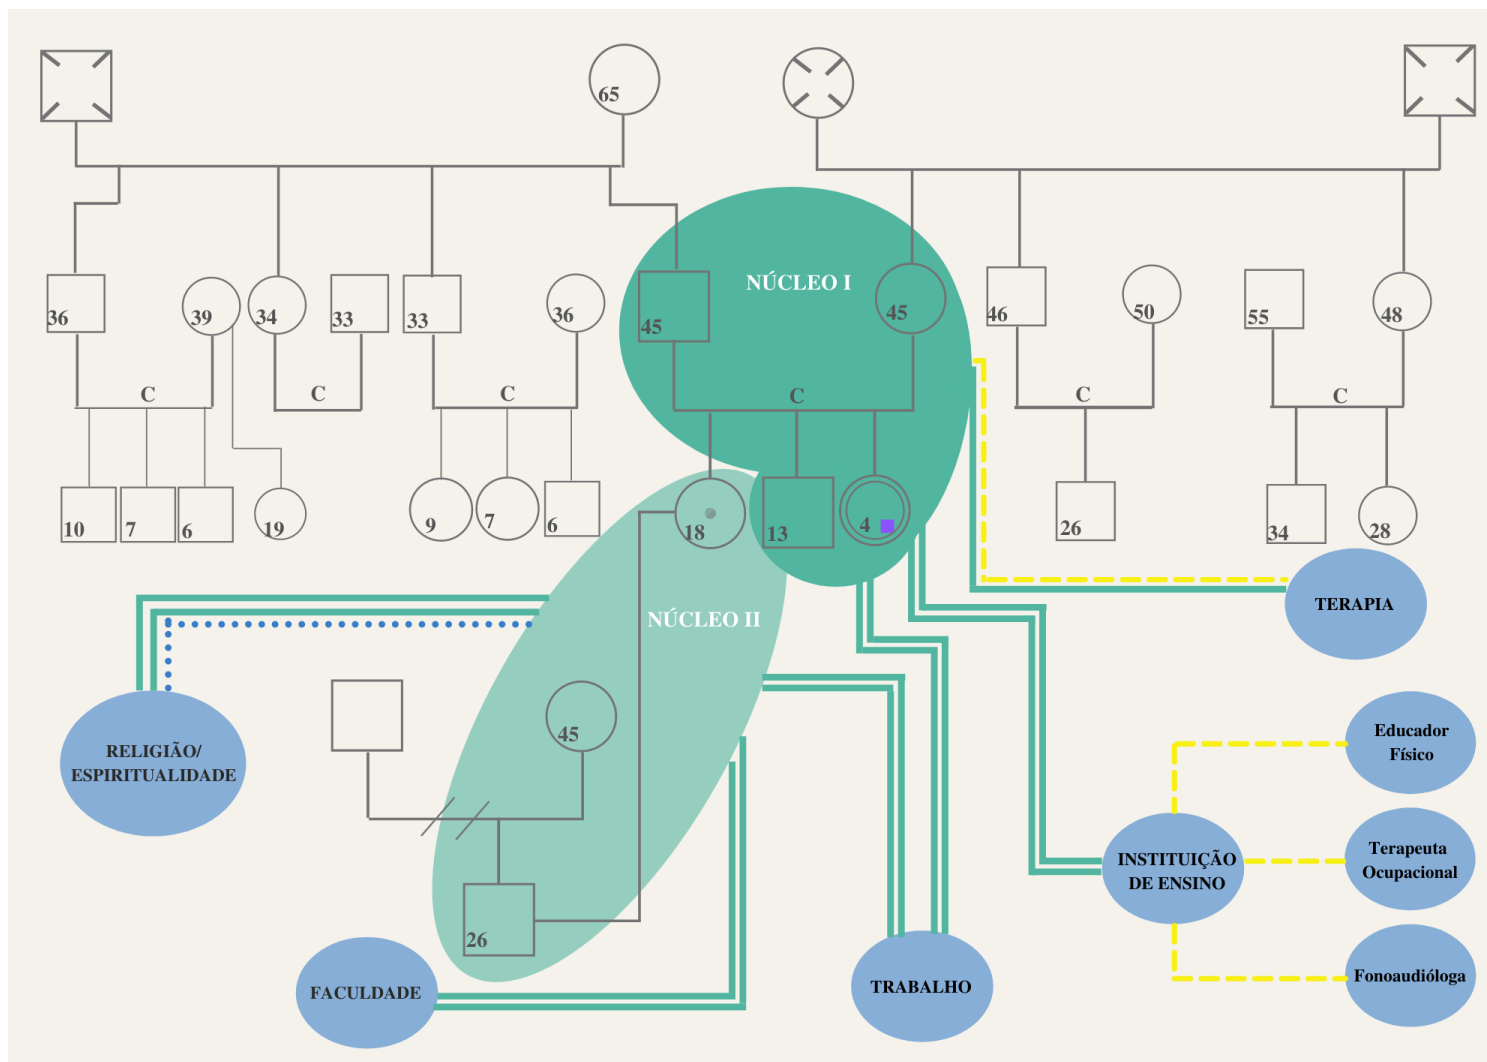 65
NÚCLEO I
36
39
34
33
33
36
45
45
46
50
55
48
C
C
C
C
C
C
10
7
6
19
9
7
6
18
13
4
26
34
28
TERAPIA
NÚCLEO II
RELIGIÃO/
ESPIRITUALIDADE
45
Educador
Físico
INSTITUIÇÃO
DE ENSINO
Terapeuta
Ocupacional
26
FACULDADE
TRABALHO
Fonoaudióloga